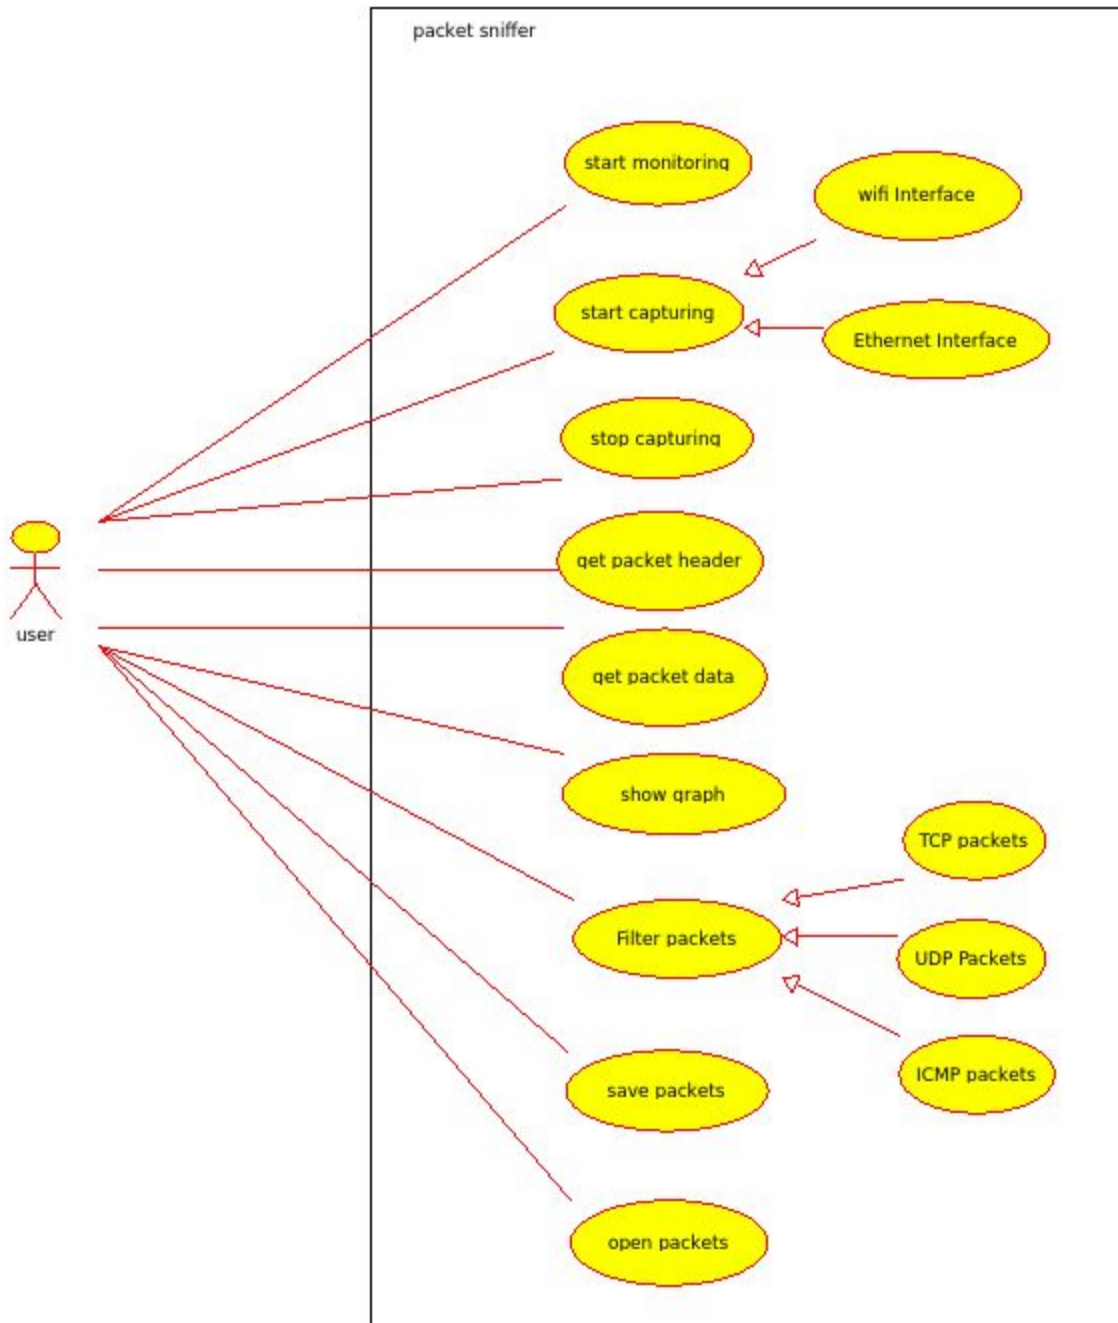 packet sniffer
start monitoring
wifi Interface
start capturing
Ethernet Interface
stop capturing
get packet header
user
get packet data
show graph
TCP packets
Filter packets
UDP Packets
ICMP packets
save packets
open packets